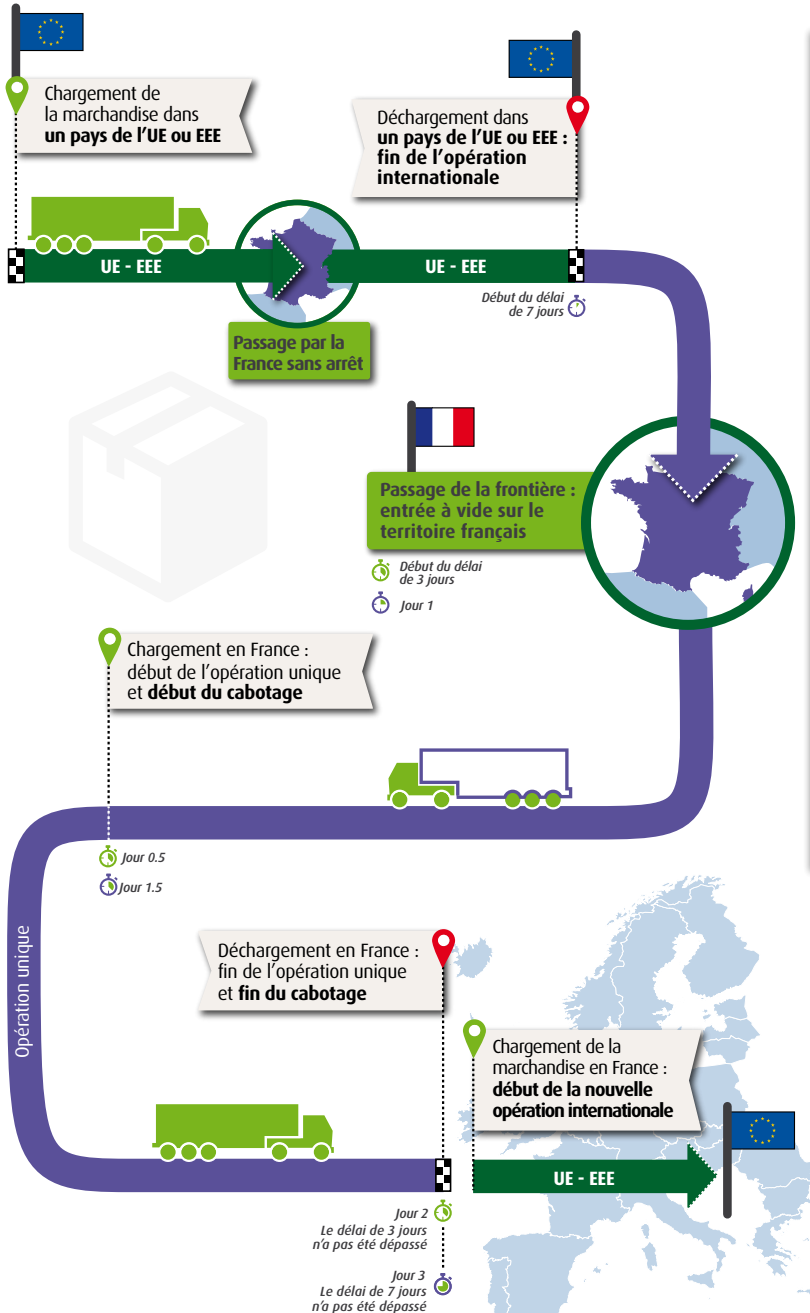 Chargement de
la marchandise dans
un pays de l'UE ou EEE
Déchargement dans
un pays de l'UE ou EEE :
fin de l'opération
internationale
UE - EEE
UE - EEE
Début du délai
de 7 jours
Passage par la
France sans arrêt
Passage de la frontière :
entrée à vide sur le
territoire français
Début du délai
de 3 jours
Jour 1
Chargement en France :
début de l'opération unique
et début du cabotage
Jour 0.5
Jour 1.5
Opération unique
Déchargement en France :
fin de l'opération unique
et fin du cabotage
Chargement de la
marchandise en France :
début de la nouvelle
opération internationale
UE - EEE
Jour 2
Le délai de 3 jours
n'a pas été dépassé
Jour 3
Le délai de 7 jours
n'a pas été dépassé